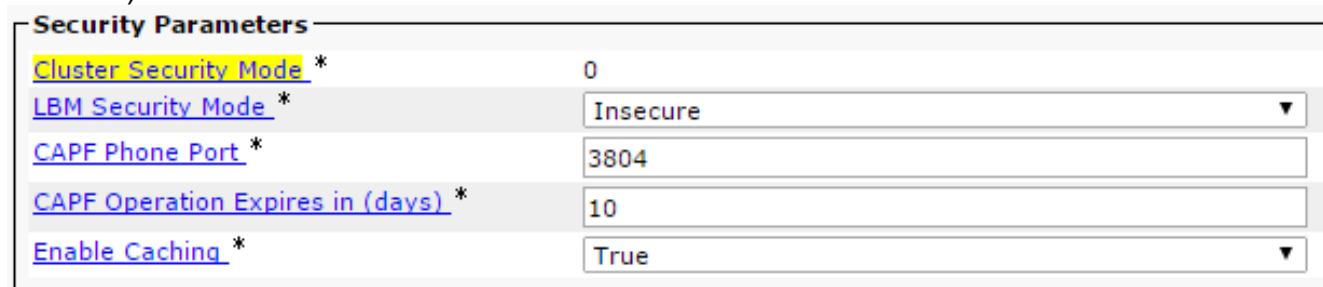 Security Parameters
Cluster Security Mode * 0
LBM Security Mode * Insecure
CAPF Phone Port * 3804
CAPF Operation Expires in (days) * 10
Enable Caching * True